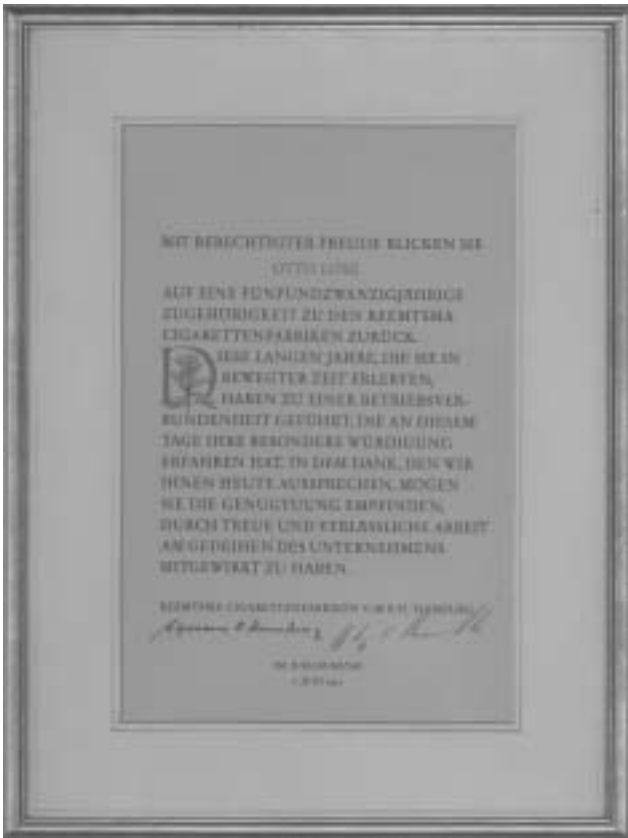 MIT BERECHTIGTER FREUDE BLICKEN SIE
OTTO
AUF EINE FÜNFUNDZWANZIGJÄHRIGE
ZUGEHÖRIGKEIT ZU DEN REEMTSMA
CIGARETTENFABRIKEN ZURÜCK.
DIESE LANGEN JAHRE, DIE SIE IN
BEWEGTER ZEIT ERLEBTEN,
HABEN ZU EINER BETRIEBSVER-
BUNDENHEIT GEFÜHRT, DIE AN DIESEM
TAGE IHRE BESONDERE WÜRDIGUNG
ERFAHREN HAT. IN DEM DANK, DEN WIR
IHNEN HEUTE AUSSPRECHEN, MÖGEN
SIE DIE GENUGTUUNG EMPFINDEN,
DURCH TREUE UND VERLÄSSLICHE ARBEIT
AM GEDEIHEN DES UNTERNEHMENS
MITGEWIRKT ZU HABEN.
REEMTSMA CIGARETTENFABRIKEN G.M.B.H. HAMBURG